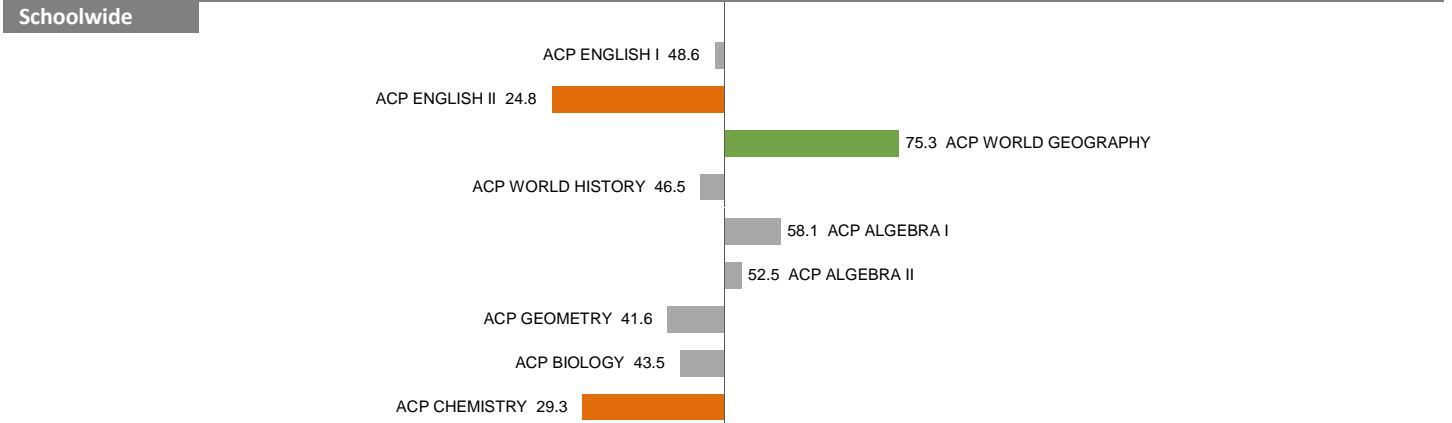 Schoolwide
ACP ENGLISH I 48.6
ACP ENGLISH II 24.8
75.3 ACP WORLD GEOGRAPHY
ACP WORLD HISTORY 46.5
58.1 ACP ALGEBRA I
52.5 ACP ALGEBRA II
ACP GEOMETRY 41.6
ACP BIOLOGY 43.5
ACP CHEMISTRY 29.3